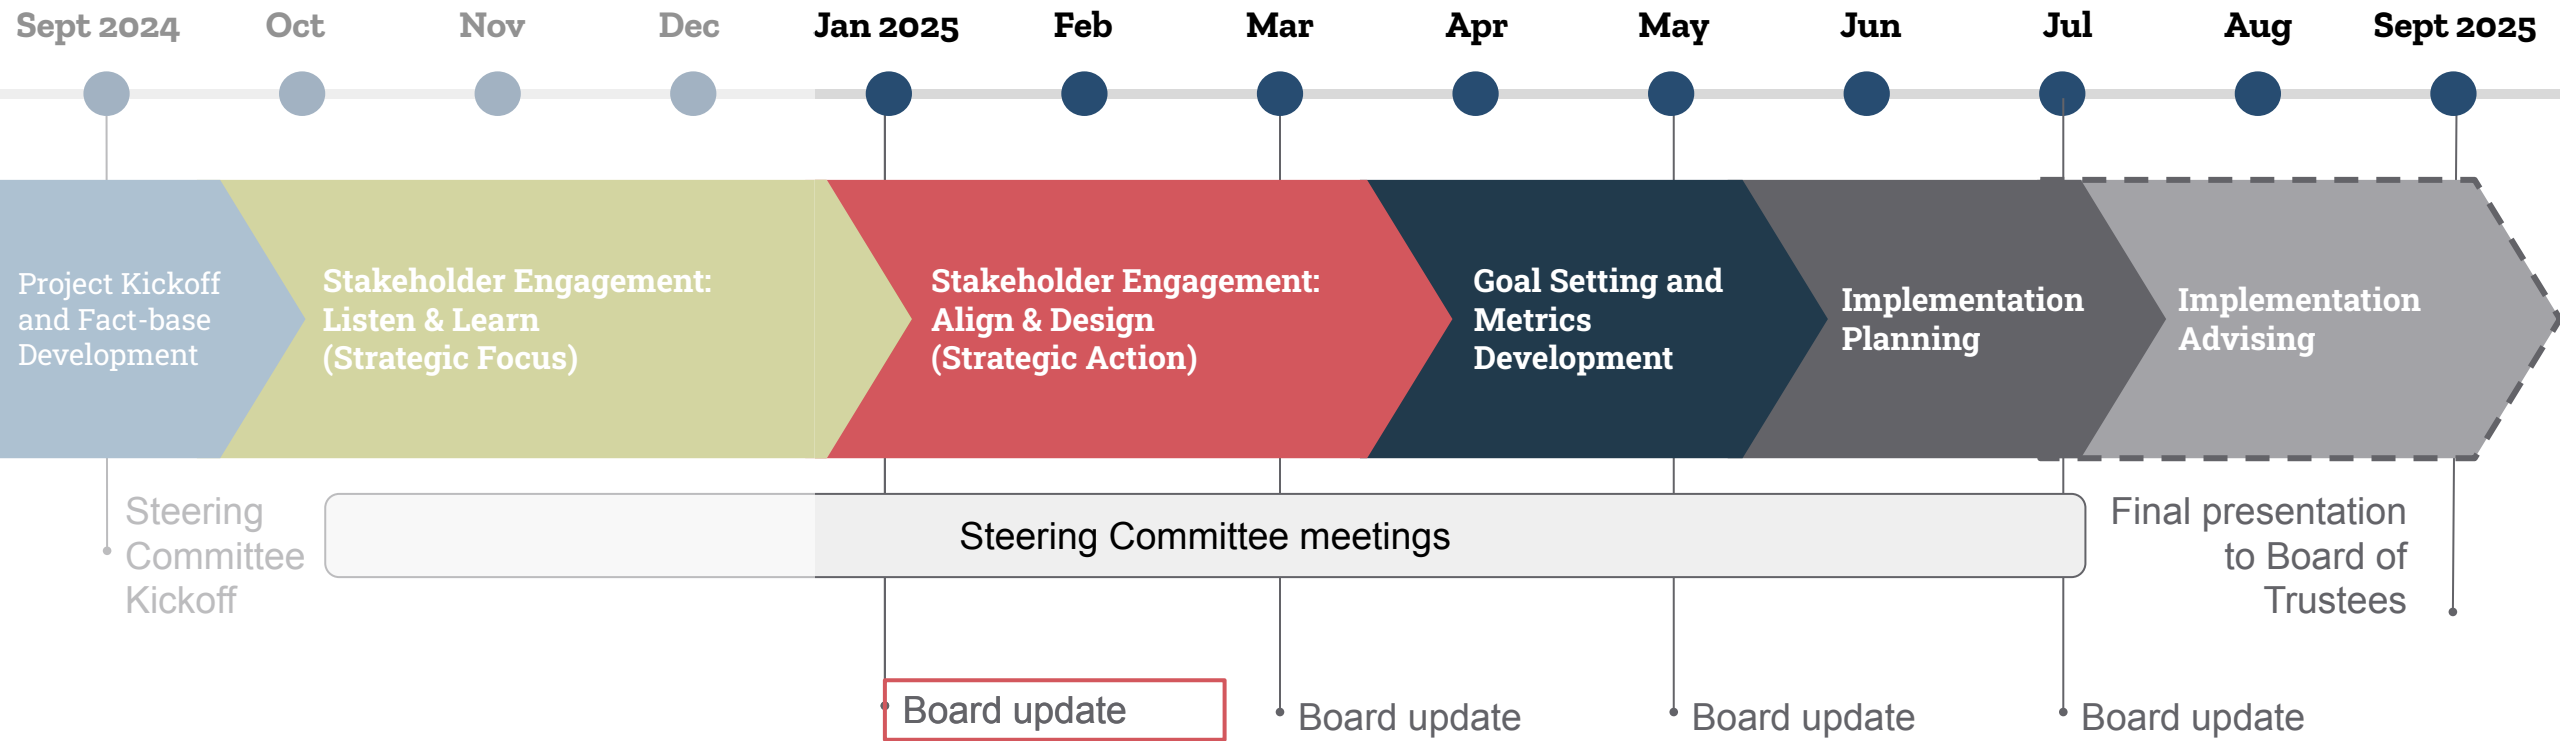 Sept 2024 Oct Nov Dec Jan 2025 Feb Mar Apr May Jun Jul Aug Sept 2025
Project Kickoff
and Fact-base
Development
Stakeholder Engagement:
Listen & Learn
(Strategic Focus)
Stakeholder Engagement:
Align & Design
(Strategic Action)
Goal Setting and
Metrics
Development
Implementation
Planning
Implementation
Advising
Steering
Committee
Kickoff
Steering Committee meetings
Final presentation
to Board of
Trustees
Board update
Board update
Board update
Board update